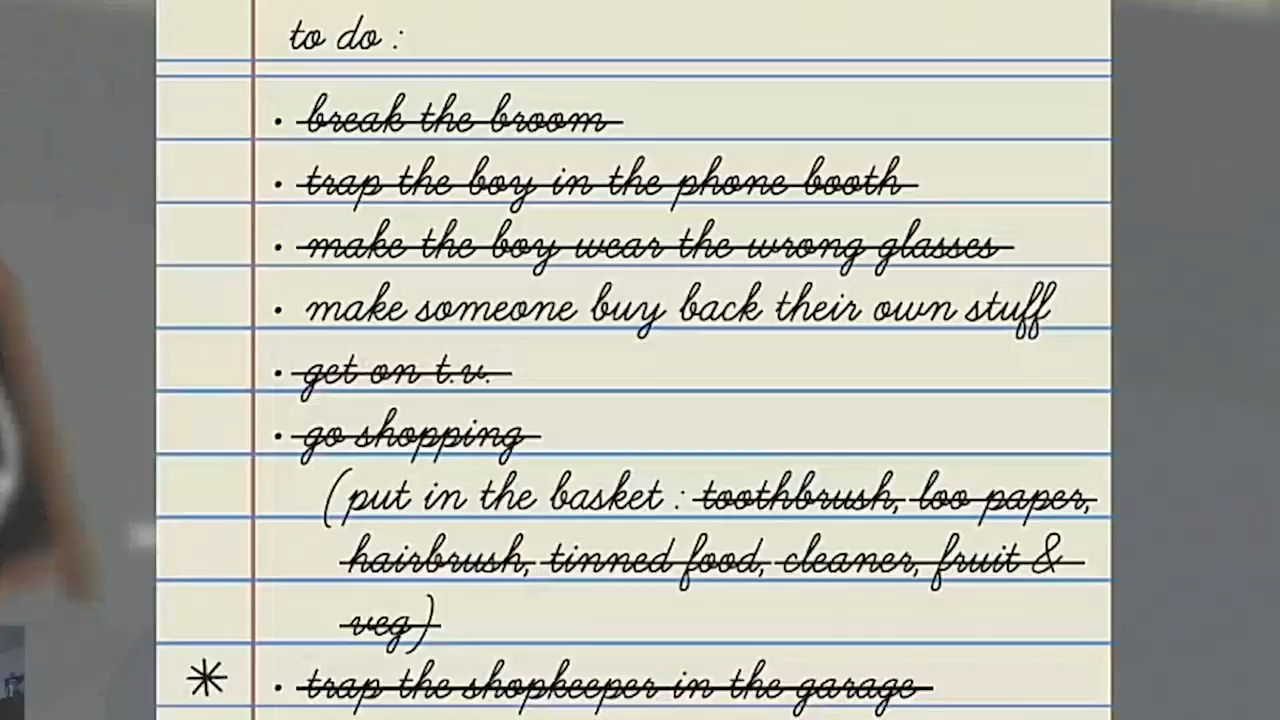 to do :
• break the broom
• trap the boy in the phone booth
• make the boy wear the wrong glasses
• make someone buy back their own stuff
• get on t.v.
• go shopping
(put in the basket : toothbrush, loo paper,
hairbrush, tinned food, cleaner, fruit &
veg)
* • trap the shopkeeper in the garage